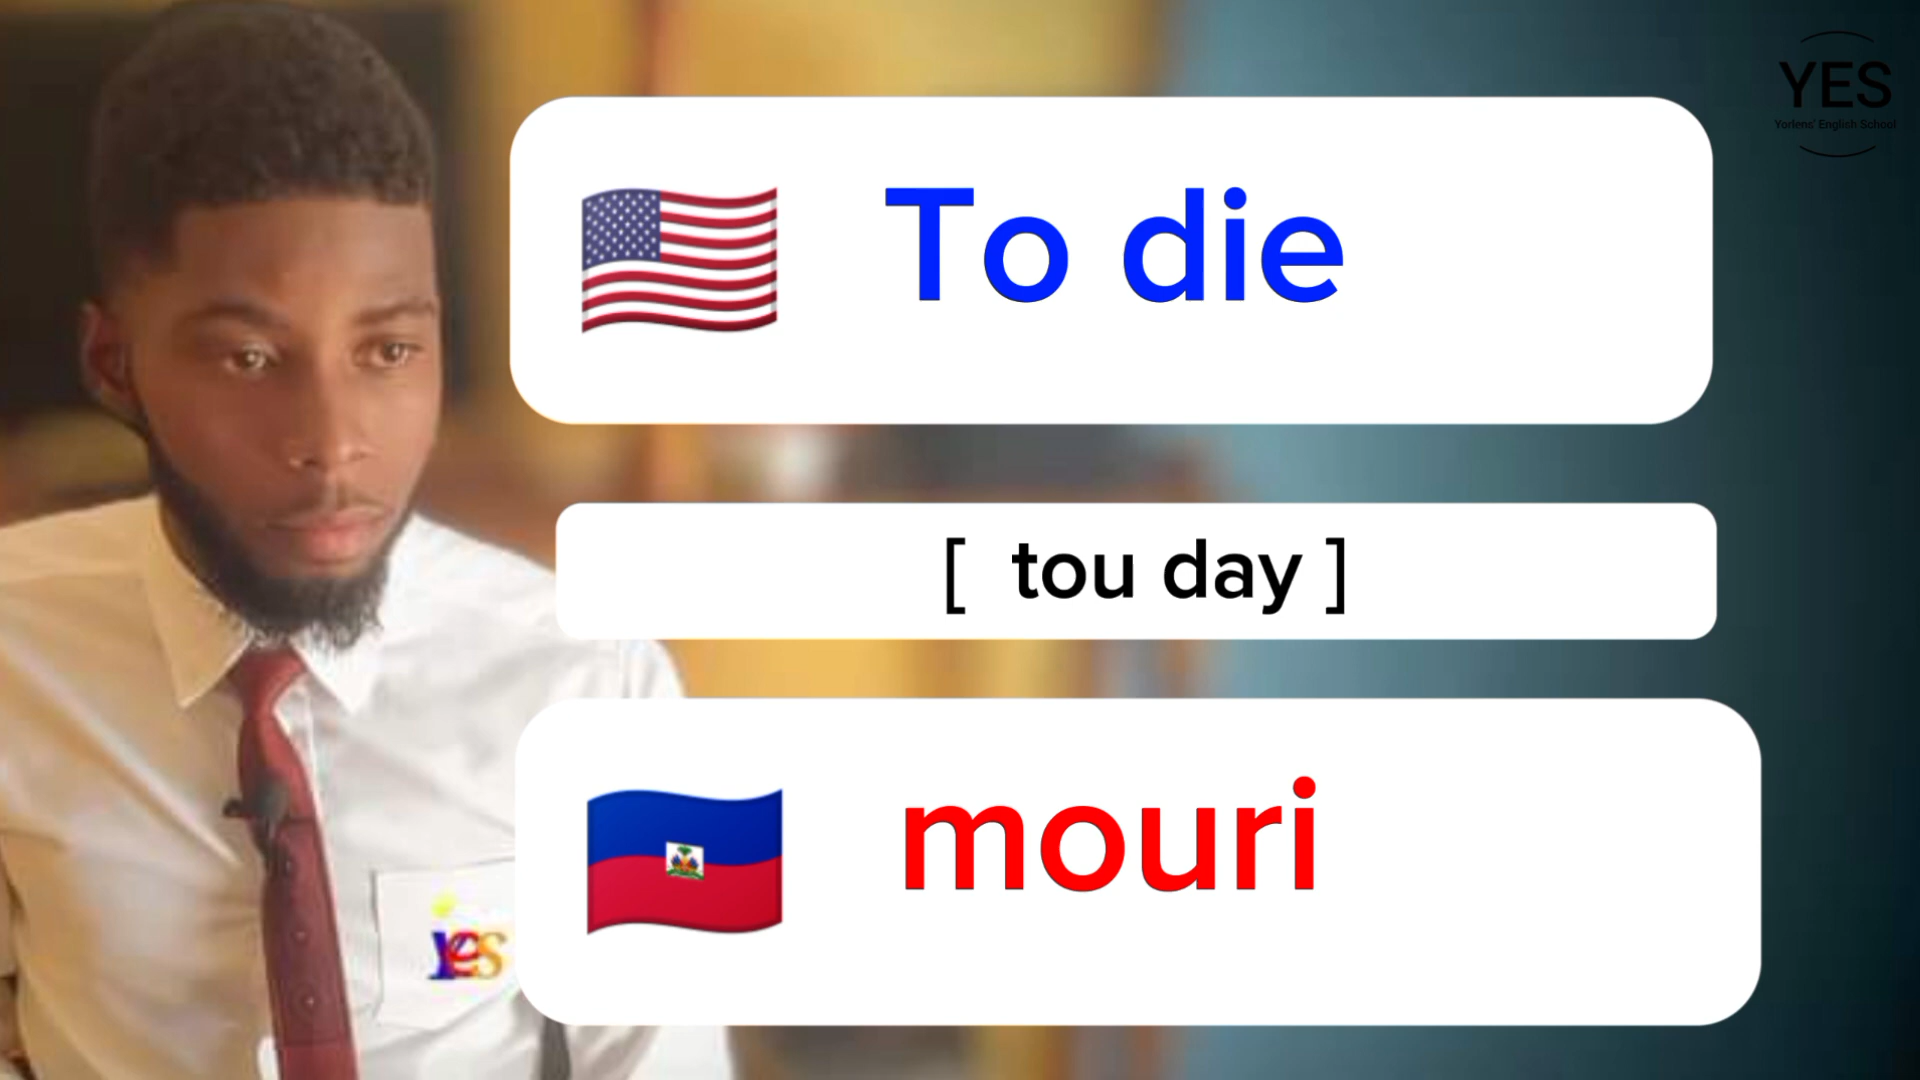 YES
Yorlens' English School
To die
[ tou day ]
mouri
yes